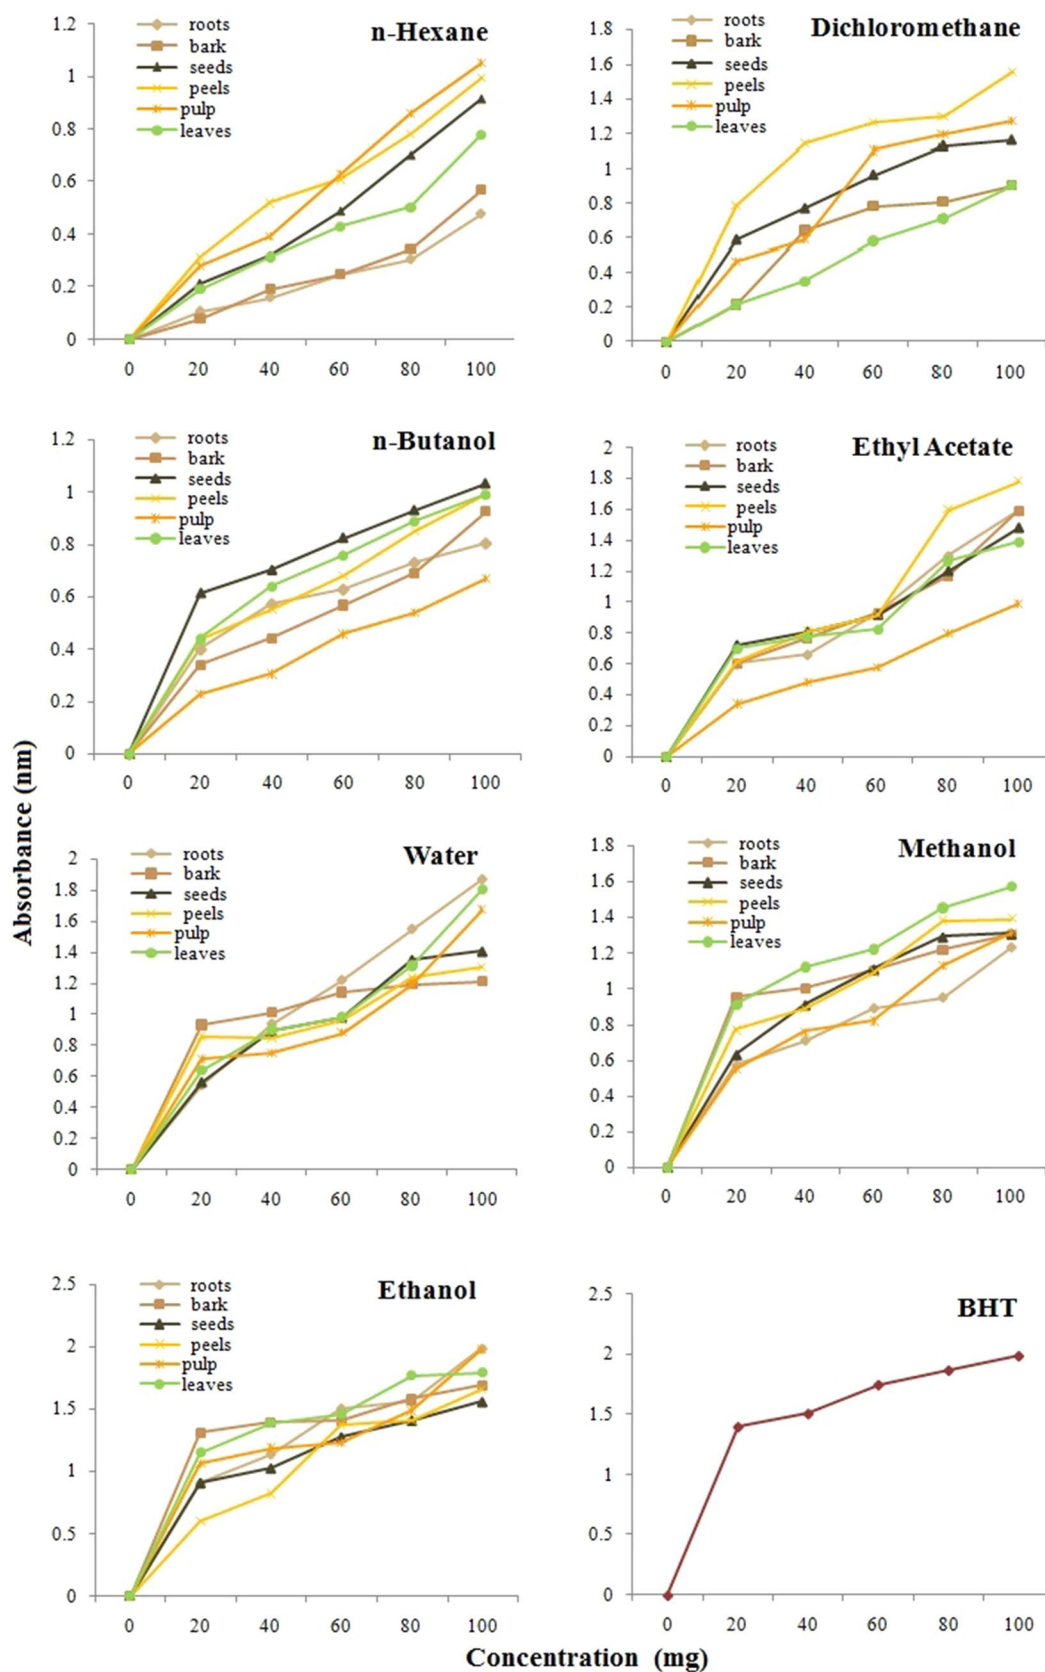 n-Hexane
roots
bark
seeds
peels
pulp
leaves
1.2
1
0.8
0.6
0.4
0.2
0
0 20 40 60 80 100
Dichloromethane
roots
bark
seeds
peels
pulp
leaves
1.8
1.6
1.4
1.2
1
0.8
0.6
0.4
0.2
0
0 20 40 60 80 100
n-Butanol
roots
bark
seeds
peels
pulp
leaves
1.2
1
0.8
0.6
0.4
0.2
0
0 20 40 60 80 100
Ethyl Acetate
roots
bark
seeds
peels
pulp
leaves
2
1.8
1.6
1.4
1.2
1
0.8
0.6
0.4
0.2
0
0 20 40 60 80 100
Absorbance (nm)
Water
roots
bark
seeds
peels
pulp
leaves
2
1.8
1.6
1.4
1.2
1
0.8
0.6
0.4
0.2
0
0 20 40 60 80 100
Methanol
roots
bark
seeds
peels
pulp
leaves
1.8
1.6
1.4
1.2
1
0.8
0.6
0.4
0.2
0
0 20 40 60 80 100
Ethanol
roots
bark
seeds
peels
pulp
leaves
2.5
2
1.5
1
0.5
0
0 20 40 60 80 100
BHT
2.5
2
1.5
1
0.5
0
0 20 40 60 80 100
Concentration (mg)